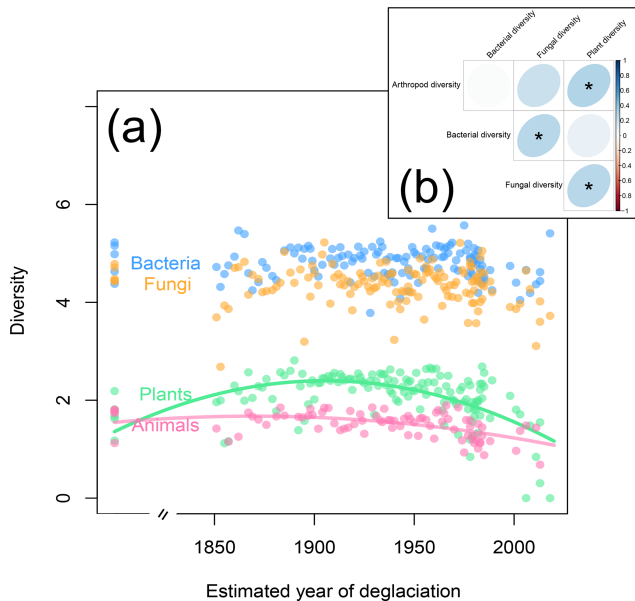 Bacterial diversity
Fungal diversity
Plant diversity
Arthropod diversity
Bacterial diversity
Fungal diversity
*
*
*
1
0.8
0.6
0.4
0.2
0
-0.2
-0.4
-0.6
-0.8
-1
(b)
(a)
Diversity
6
4
2
0
Bacteria
Fungi
Plants
Animals
//
1850
1900
1950
2000
Estimated year of deglaciation